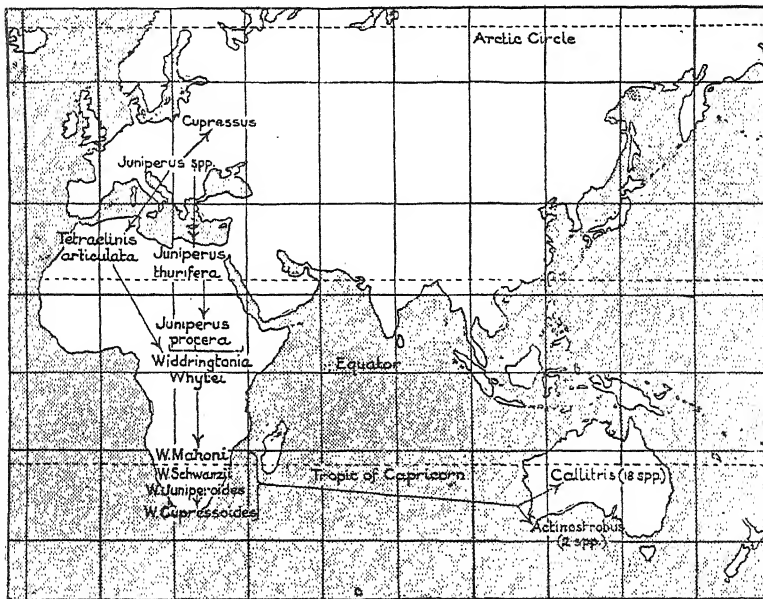 Arctic Circle
Cupressus
Juniperus spp.
Tetraclinis
articulata
Juniperus
thurifera
Juniperus
procera
Widdringtonia
Whytei
Equator
W. Mahoni
W. Schwarzii
W. Juniperoides
W. Cupressoides
Tropic of Capricorn
Callitris (18 spp.)
Actinostrobus
(2 spp.)